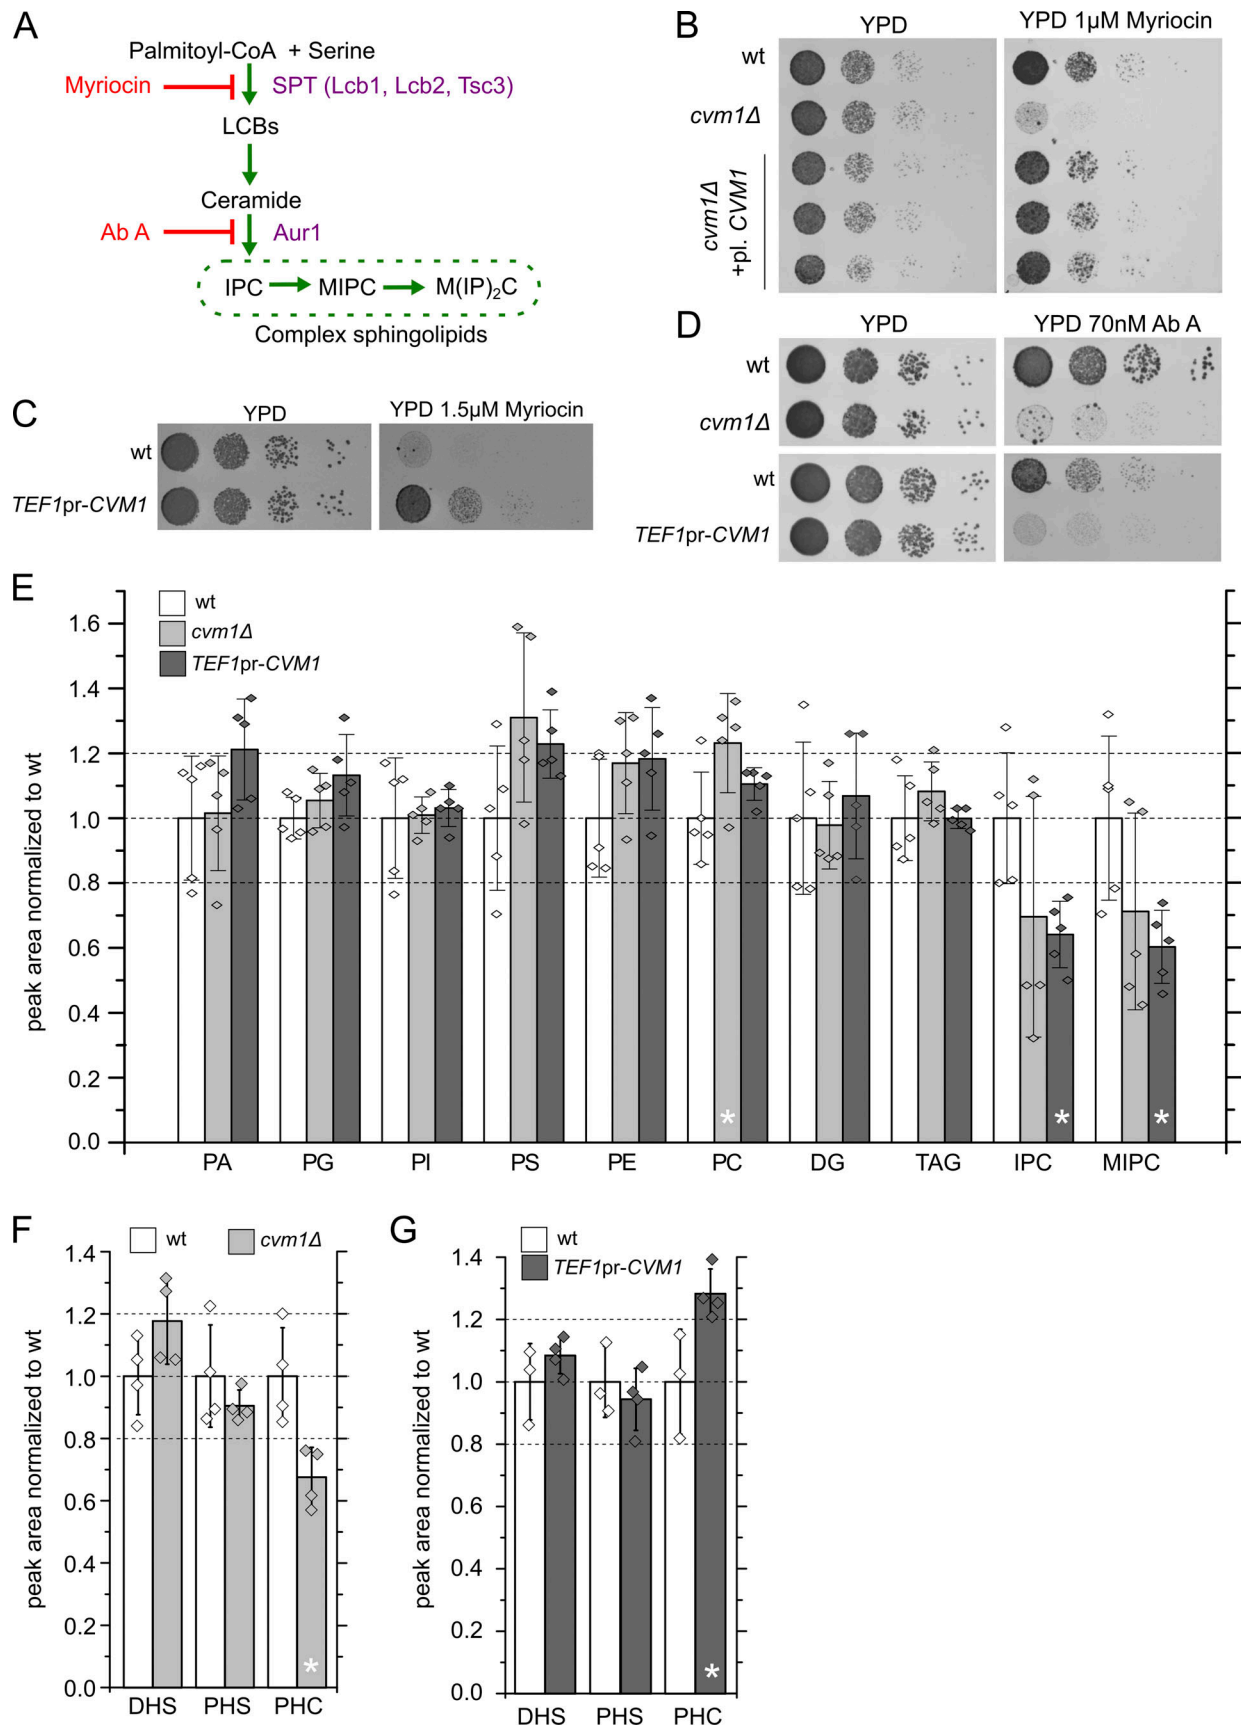 A
Palmitoyl-CoA + Serine
Myriocin
SPT (Lcb1, Lcb2, Tsc3)
LCBs
Ceramide
Ab A
Aur1
IPC
MIPC
M(IP)₂C
Complex sphingolipids
B
YPD
YPD 1µM Myriocin
wt
cvm1Δ
cvm1Δ
+pl. CVM1
C
YPD
YPD 1.5µM Myriocin
wt
TEF1pr-CVM1
D
YPD
YPD 70nM Ab A
wt
cvm1Δ
wt
TEF1pr-CVM1
E
wt
cvm1Δ
TEF1pr-CVM1
peak area normalized to wt
1.6
1.4
1.2
1.0
0.8
0.6
0.4
0.2
0.0
*
*
*
PA
PG
PI
PS
PE
PC
DG
TAG
IPC
MIPC
F
wt
cvm1Δ
peak area normalized to wt
1.4
1.2
1.0
0.8
0.6
0.4
0.2
0.0
*
DHS
PHS
PHC
G
wt
TEF1pr-CVM1
peak area normalized to wt
1.4
1.2
1.0
0.8
0.6
0.4
0.2
0.0
*
DHS
PHS
PHC